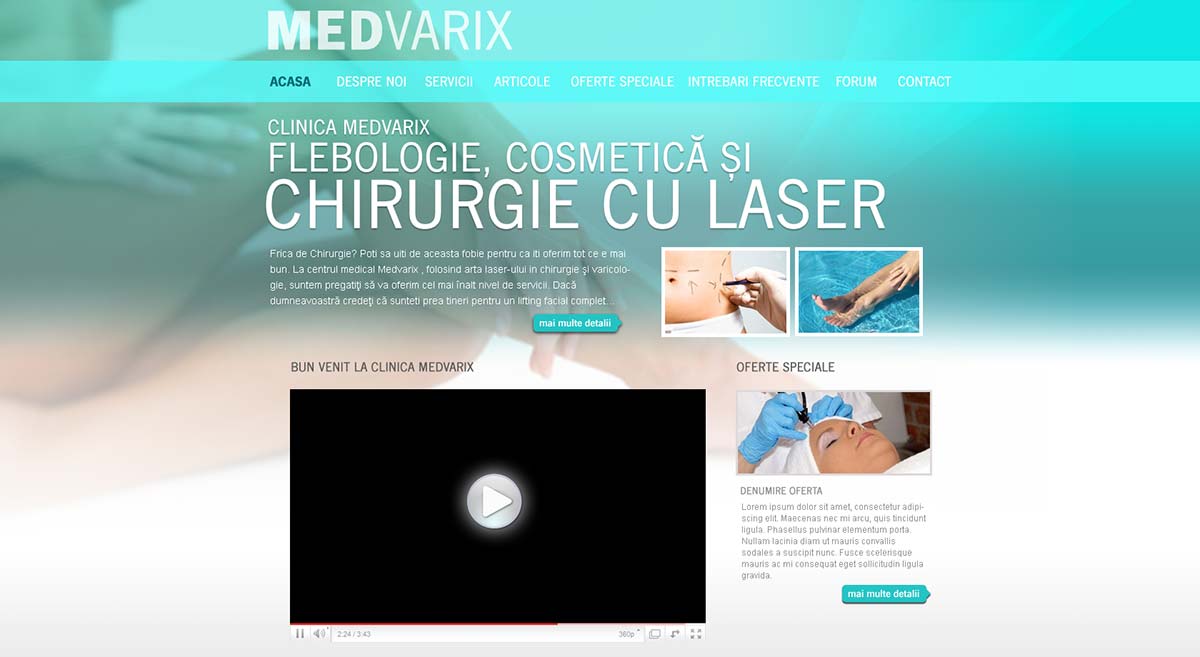 MEDVARIX
ACASA DESPRE NOI SERVICII ARTICOLE OFERTE SPECIALE INTREBARI FRECVENTE FORUM CONTACT
CLINICA MEDVARIX
FLEBOLOGIE, COSMETICĂ ȘI
CHIRURGIE CU LASER
Frica de Chirurgie? Poti sa uiti de aceasta fobie pentru ca iti oferim tot ce e mai
bun. La centrul medical Medvarix , folosind arta laser-ului in chirurgie şi varicolo-
gie, suntem pregatiţi să va oferim cel mai înalt nivel de servicii. Dacă
dumneavoastră credeţi că sunteti prea tineri pentru un lifting facial complet...
mai multe detalii
BUN VENIT LA CLINICA MEDVARIX
2:24 / 3:43
360p
OFERTE SPECIALE
DENUMIRE OFERTA
Lorem ipsum dolor sit amet, consectetur adipi-
scing elit. Maecenas nec mi arcu, quis tincidunt
ligula. Phasellus pulvinar elementum porta.
Nullam lacinia diam ut mauris convallis
sodales a suscipit nunc. Fusce scelerisque
mauris ac mi consequat eget sollicitudin ligula
gravida.
mai multe detalii